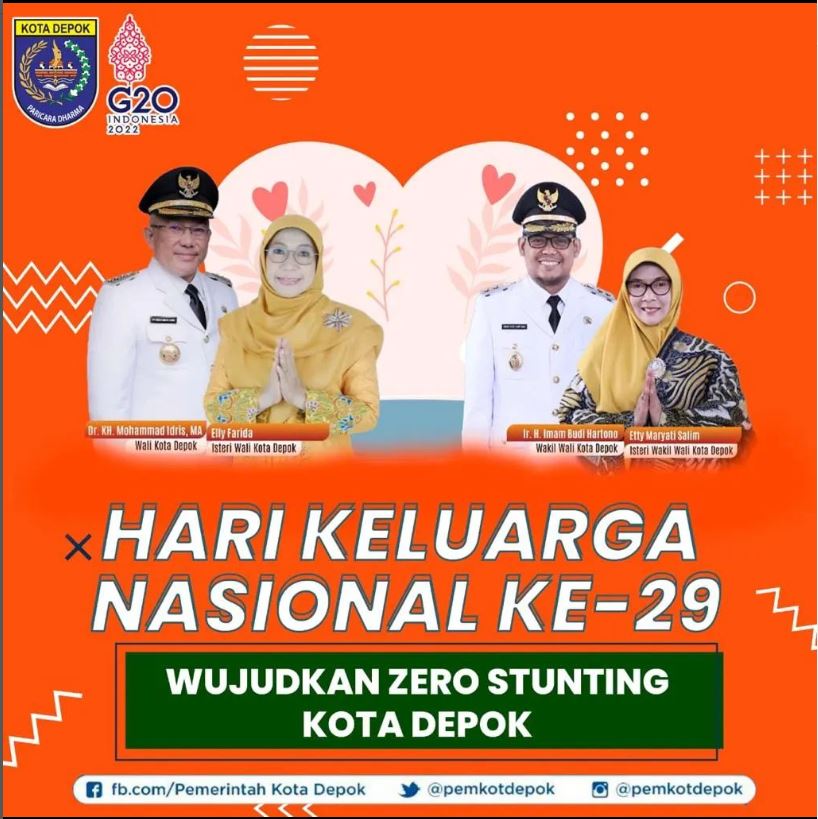 KOTA DEPOK
PARICARA DHARMA
G20
INDONESIA
2022
Dr. KH. Mohammad Idris, MA
Wali Kota Depok
Elly Farida
Isteri Wali Kota Depok
Ir. H. Imam Budi Hartono
Wakil Wali Kota Depok
Etty Maryati Salim
Isteri Wakil Wali Kota Depok
HARI KELUARGA
NASIONAL KE-29
WUJUDKAN ZERO STUNTING
KOTA DEPOK
fb.com/Pemerintah Kota Depok
@pemkotdepok
@pemkotdepok